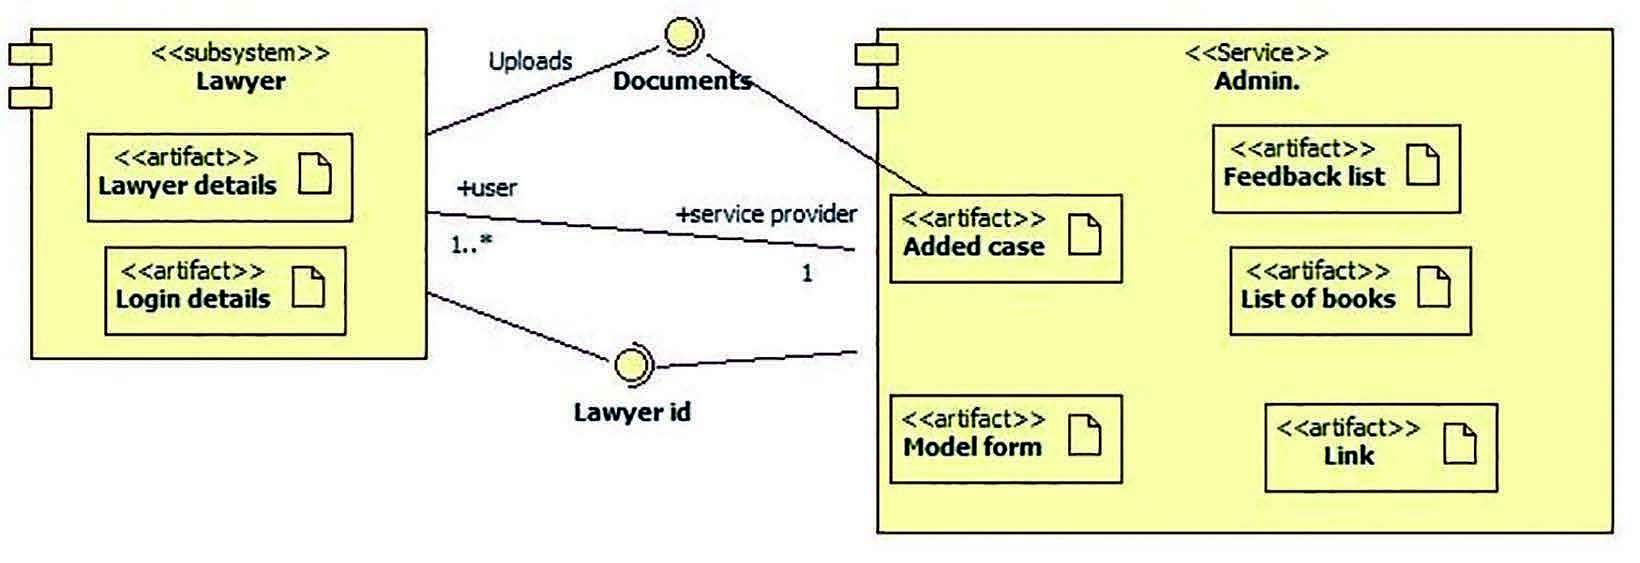 <<subsystem>>
Lawyer
<<artifact>>
Lawyer details
<<artifact>>
Login details
Uploads
Documents
+user
1..*
+service provider
1
Lawyer id
<<Service>>
Admin.
<<artifact>>
Feedback list
<<artifact>>
Added case
<<artifact>>
List of books
<<artifact>>
Model form
<<artifact>>
Link